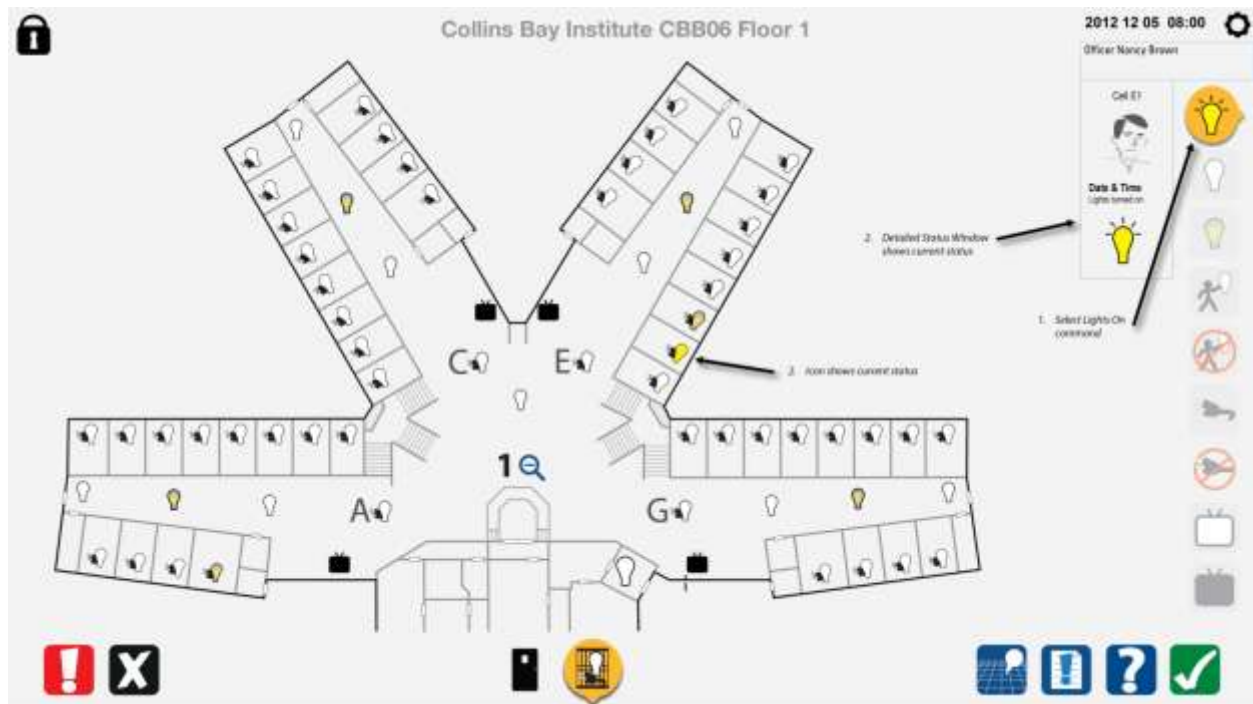 Collins Bay Institute CBB06 Floor 1
2012 12 05 08:00
Officer Nancy Brown
Cell E1
Date & Time
Lights turned on
2. Detailed Status Window
shows current status
1. Select Lights On
command
3. Icon shows current status
C
E
1
A
G